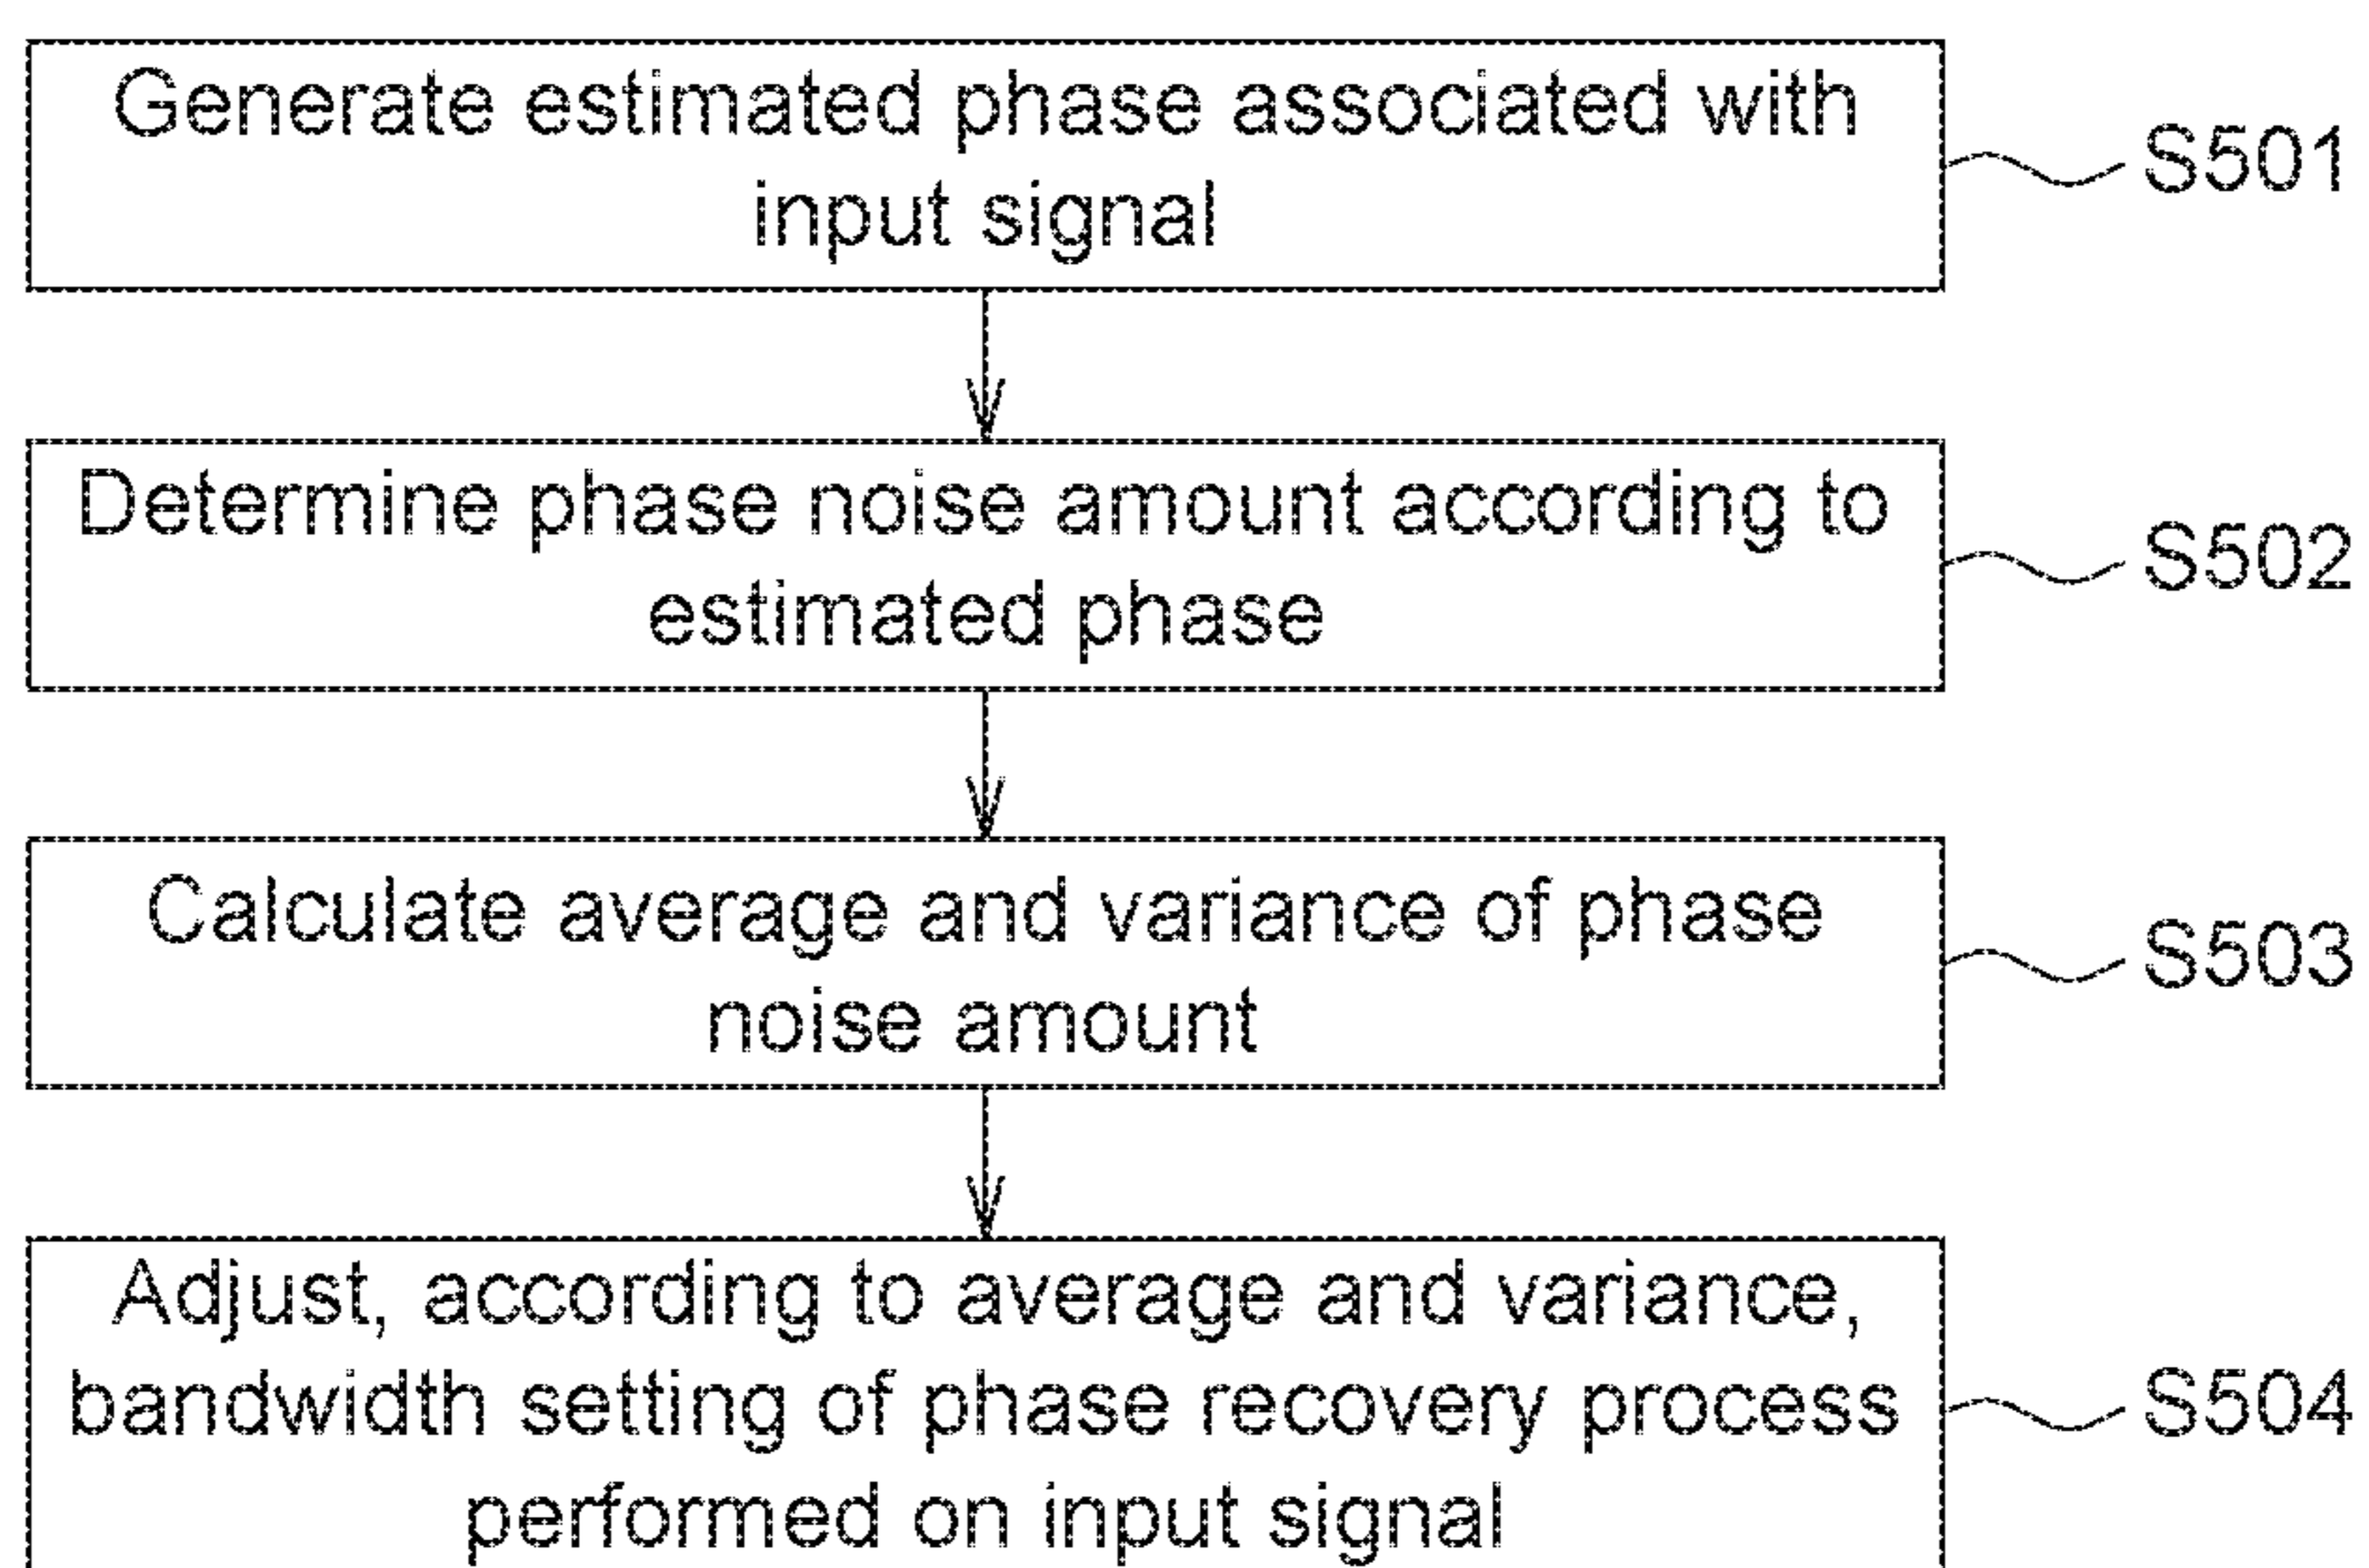 Generate estimated phase associated with
input signal
S501
Determine phase noise amount according to
estimated phase
S502
Calculate average and variance of phase
noise amount
S503
Adjust, according to average and variance,
bandwidth setting of phase recovery process
performed on input signal
S504